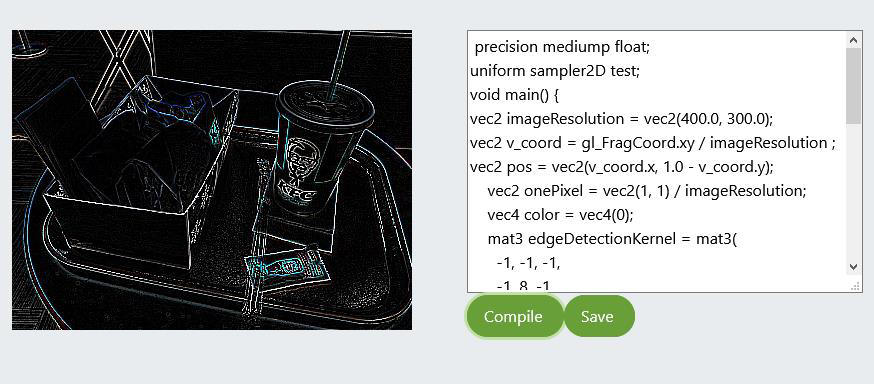 KFC
precision mediump float;
uniform sampler2D test;
void main() {
vec2 imageResolution = vec2(400.0, 300.0);
vec2 v_coord = gl_FragCoord.xy / imageResolution ;
vec2 pos = vec2(v_coord.x, 1.0 - v_coord.y);
vec2 onePixel = vec2(1, 1) / imageResolution;
vec4 color = vec4(0);
mat3 edgeDetectionKernel = mat3(
-1, -1, -1,
-1, 8, -1,
Compile
Save